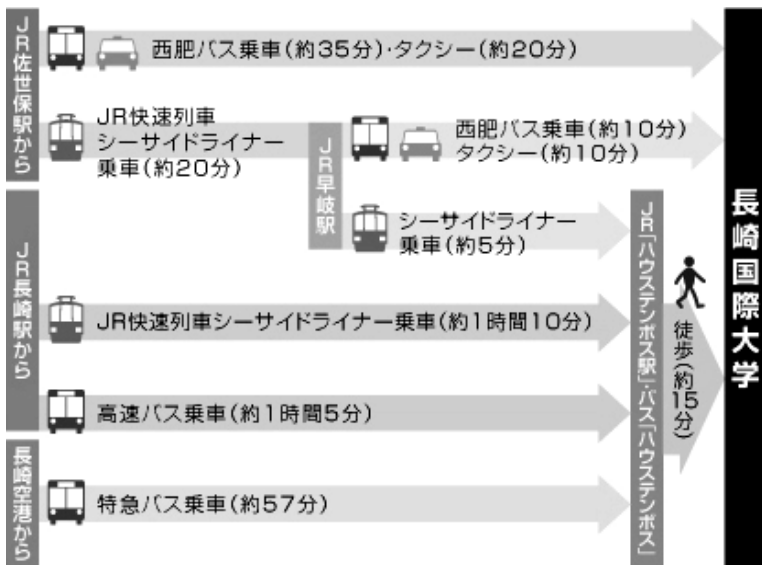 JR佐世保駅から
西肥バス乗車(約35分)・タクシー(約20分)
JR快速列車
シーサイドライナー
乗車(約20分)
JR早岐駅
西肥バス乗車(約10分)
タクシー(約10分)
シーサイドライナー
乗車(約5分)
JR長崎駅から
JR快速列車シーサイドライナー乗車(約1時間10分)
高速バス乗車(約1時間5分)
長崎空港から
特急バス乗車(約57分)
JR「ハウステンボス駅」・バス「ハウステンボス」
徒歩(約15分)
長崎国際大学